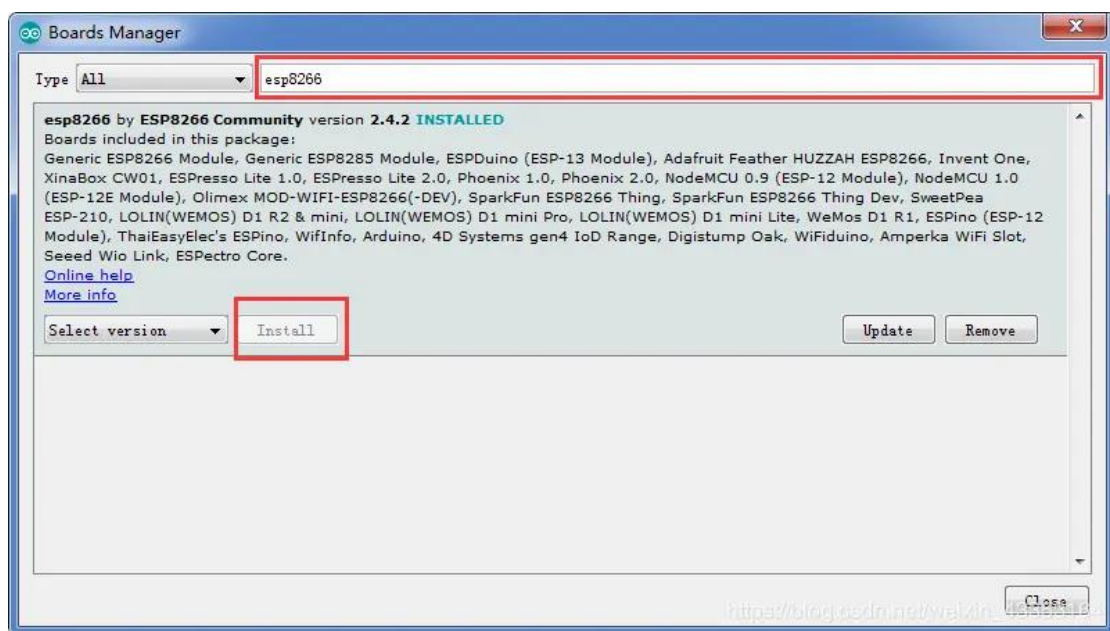 Boards Manager
Type All esp8266
esp8266 by ESP8266 Community version 2.4.2 INSTALLED
Boards included in this package:
Generic ESP8266 Module, Generic ESP8285 Module, ESPDuino (ESP-13 Module), Adafruit Feather HUZZAH ESP8266, Invent One,
XinaBox CW01, ESPresso Lite 1.0, ESPresso Lite 2.0, Phoenix 1.0, Phoenix 2.0, NodeMCU 0.9 (ESP-12 Module), NodeMCU 1.0
(ESP-12E Module), Olimex MOD-WIFI-ESP8266(-DEV), SparkFun ESP8266 Thing, SparkFun ESP8266 Thing Dev, SweetPea
ESP-210, LOLIN(WEMOS) D1 R2 & mini, LOLIN(WEMOS) D1 mini Pro, LOLIN(WEMOS) D1 mini Lite, WeMos D1 R1, ESPino (ESP-12
Module), ThaiEasyElec's ESPino, WifInfo, Arduino, 4D Systems gen4 IoD Range, Digistump Oak, WiFiduino, Amperka WiFi Slot,
Seeed Wio Link, ESPectro Core.
Online help
More info
Select version Install Update Remove
Close